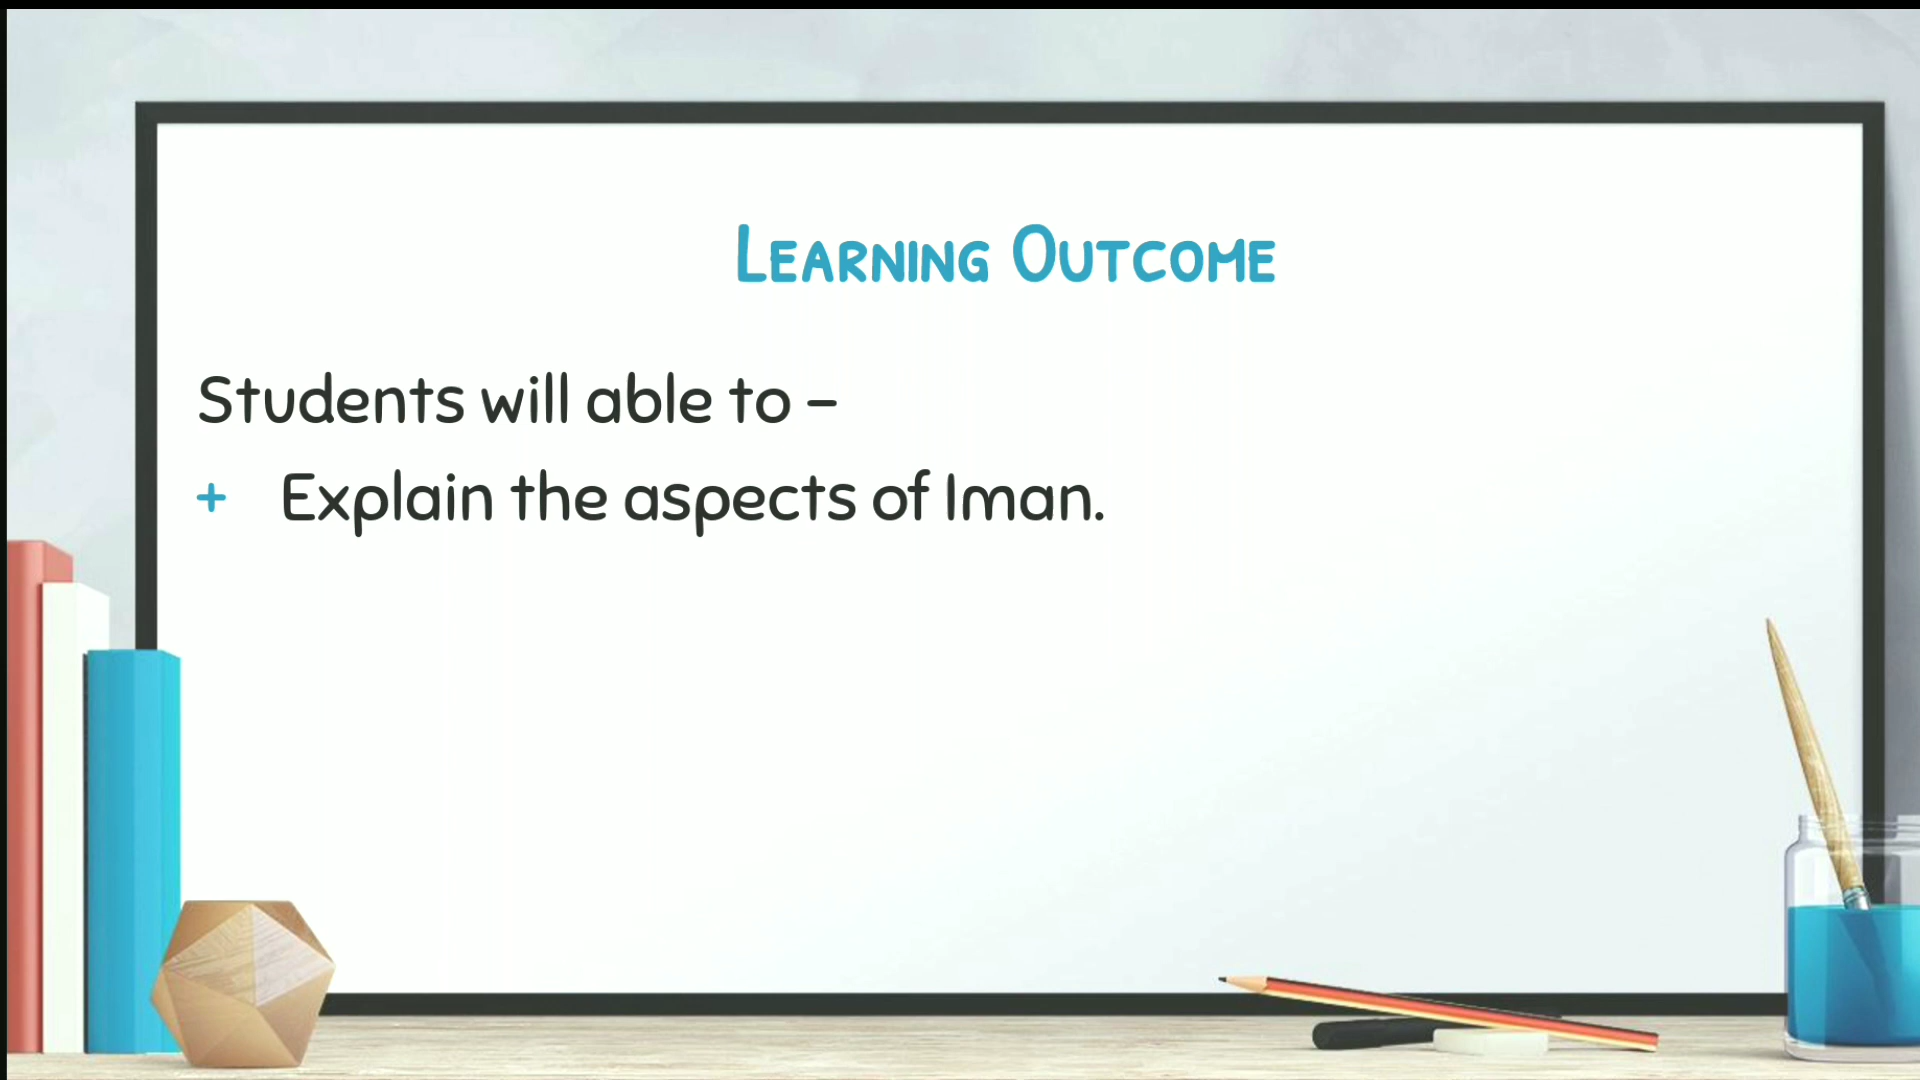 Learning Outcome
Students will able to –
+ Explain the aspects of Iman.